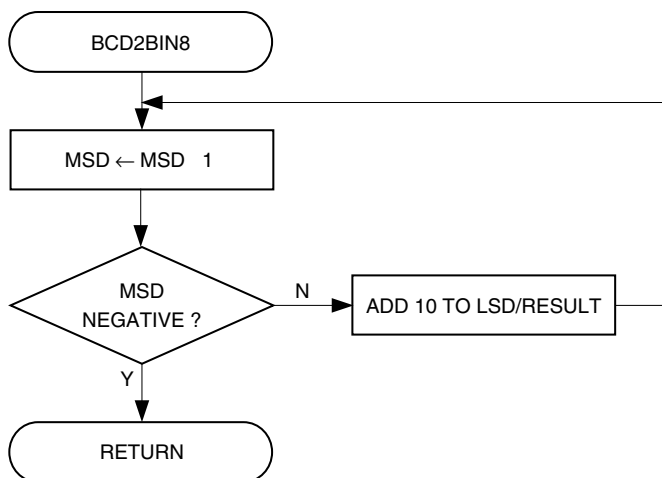 BCD2BIN8
MSD ← MSD 1
MSD
NEGATIVE ?
N
ADD 10 TO LSD/RESULT
Y
RETURN